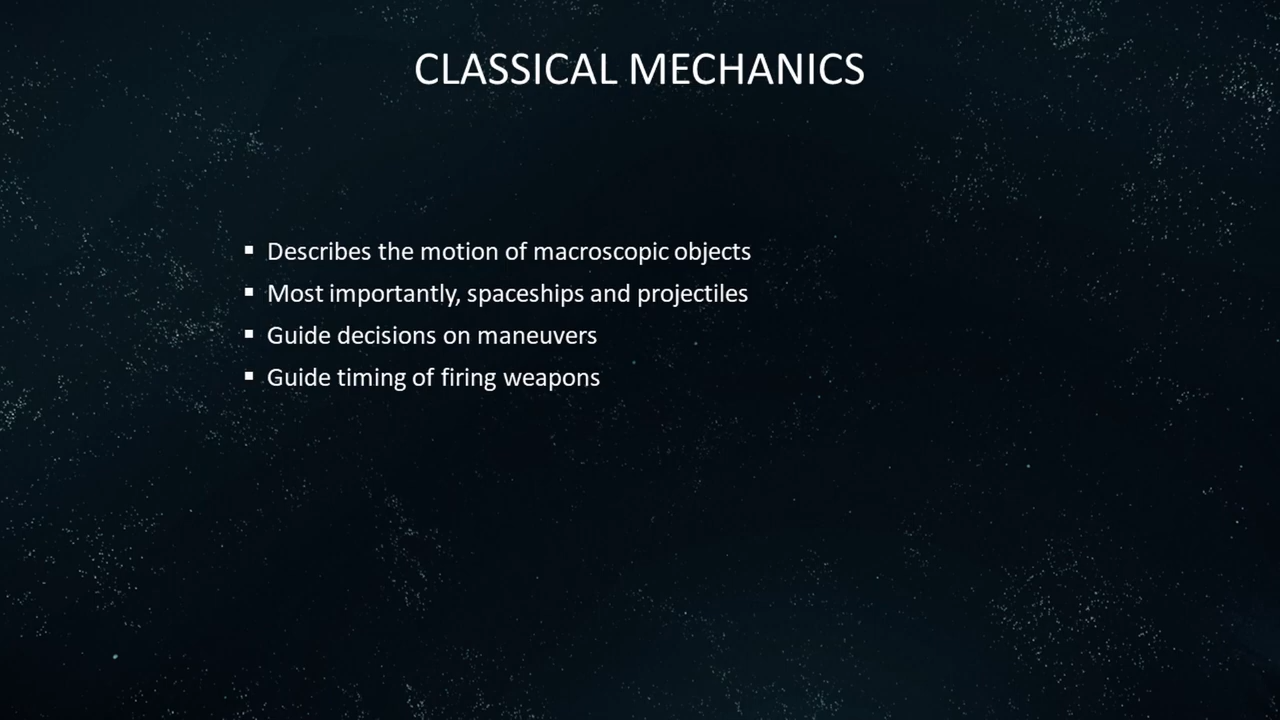 CLASSICAL MECHANICS
▪ Describes the motion of macroscopic objects
▪ Most importantly, spaceships and projectiles
▪ Guide decisions on maneuvers
▪ Guide timing of firing weapons